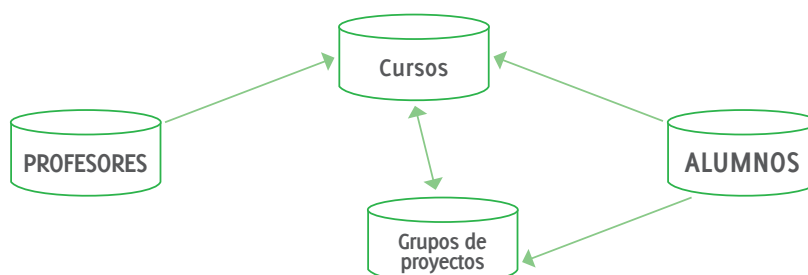 Cursos
PROFESORES
ALUMNOS
Grupos de
proyectos